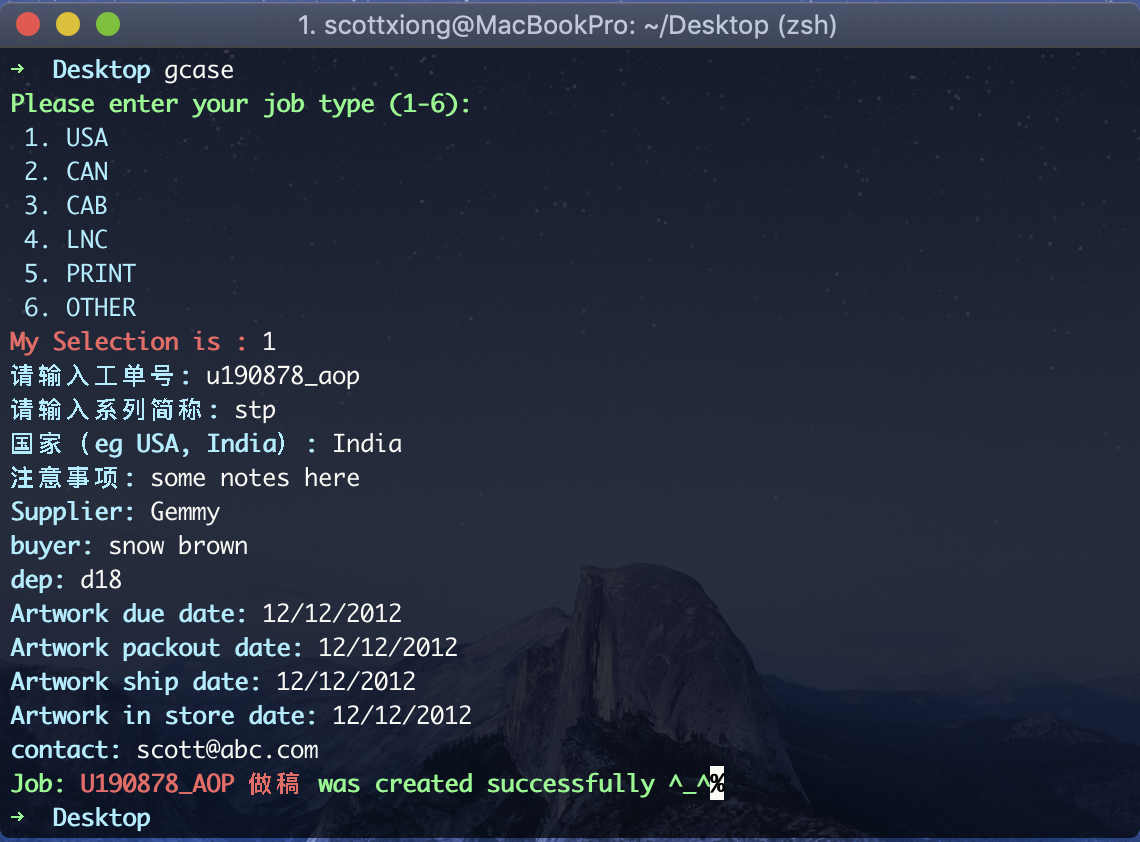 1. scottxiong@MacBookPro: ~/Desktop (zsh)
→ Desktop gcase
Please enter your job type (1-6):
1. USA
2. CAN
3. CAB
4. LNC
5. PRINT
6. OTHER
My Selection is : 1
请输入工单号: u190878_aop
请输入系列简称: stp
国家（eg USA, India）: India
注意事项: some notes here
Supplier: Gemmy
buyer: snow brown
dep: d18
Artwork due date: 12/12/2012
Artwork packout date: 12/12/2012
Artwork ship date: 12/12/2012
Artwork in store date: 12/12/2012
contact: scott@abc.com
Job: U190878_AOP 做稿 was created successfully ^_^%
→ Desktop